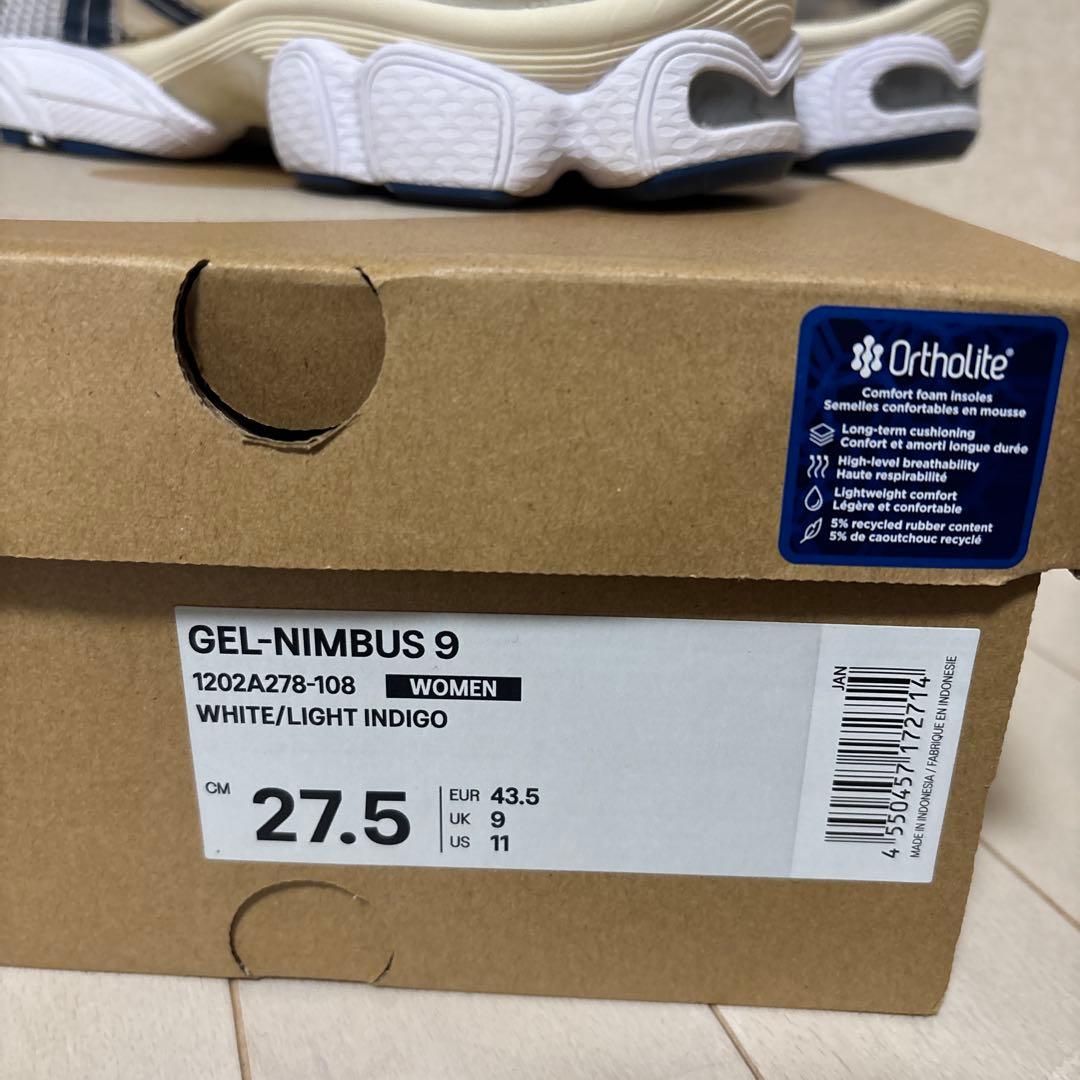 Ortholite®
Comfort foam insoles
Semelles confortables en mousse
Long-term cushioning
Confort et amorti longue durée
High-level breathability
Haute respirabilité
Lightweight comfort
Légère et confortable
5% recycled rubber content
5% de caoutchouc recyclé
GEL-NIMBUS 9
1202A278-108 WOMEN
WHITE/LIGHT INDIGO
CM 27.5
EUR 43.5
UK 9
US 11
JAN
4 550457 172714
MADE IN INDONESIA / FABRIQUE EN INDONESIE